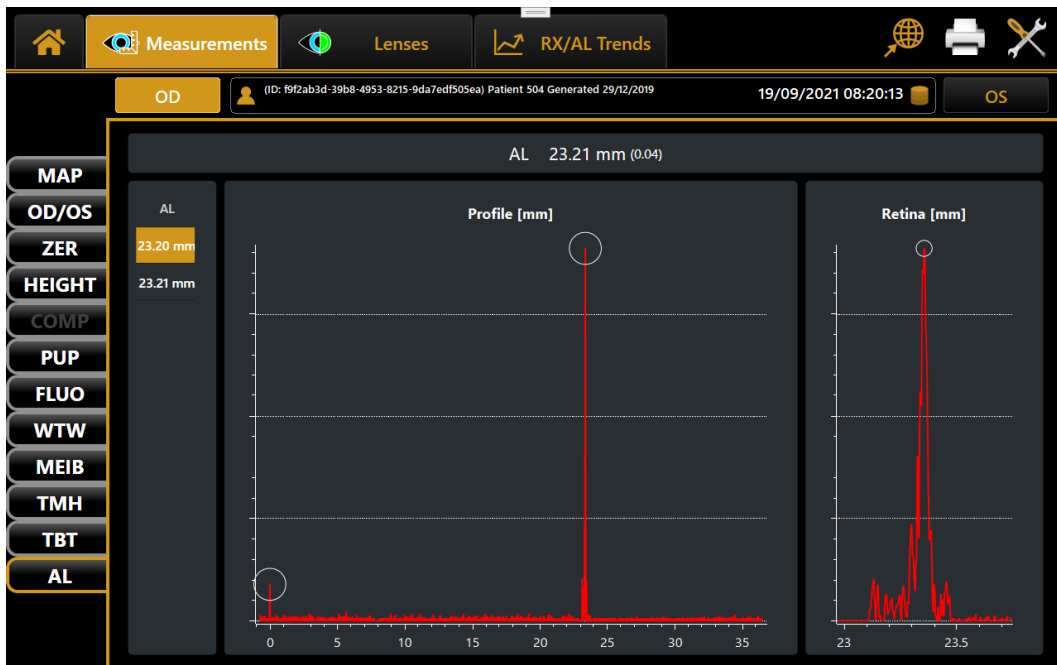 Measurements
Lenses
RX/AL Trends
OD
(ID: f9f2ab3d-39b8-4953-8215-9da7edf505ea) Patient 504 Generated 29/12/2019
19/09/2021 08:20:13
OS
AL 23.21 mm (0.04)
MAP
OD/OS
ZER
HEIGHT
COMP
PUP
FLUO
WTW
MEIB
TMH
TBT
AL
AL
23.20 mm
23.21 mm
Profile [mm]
0 5 10 15 20 25 30 35
Retina [mm]
23 23.5